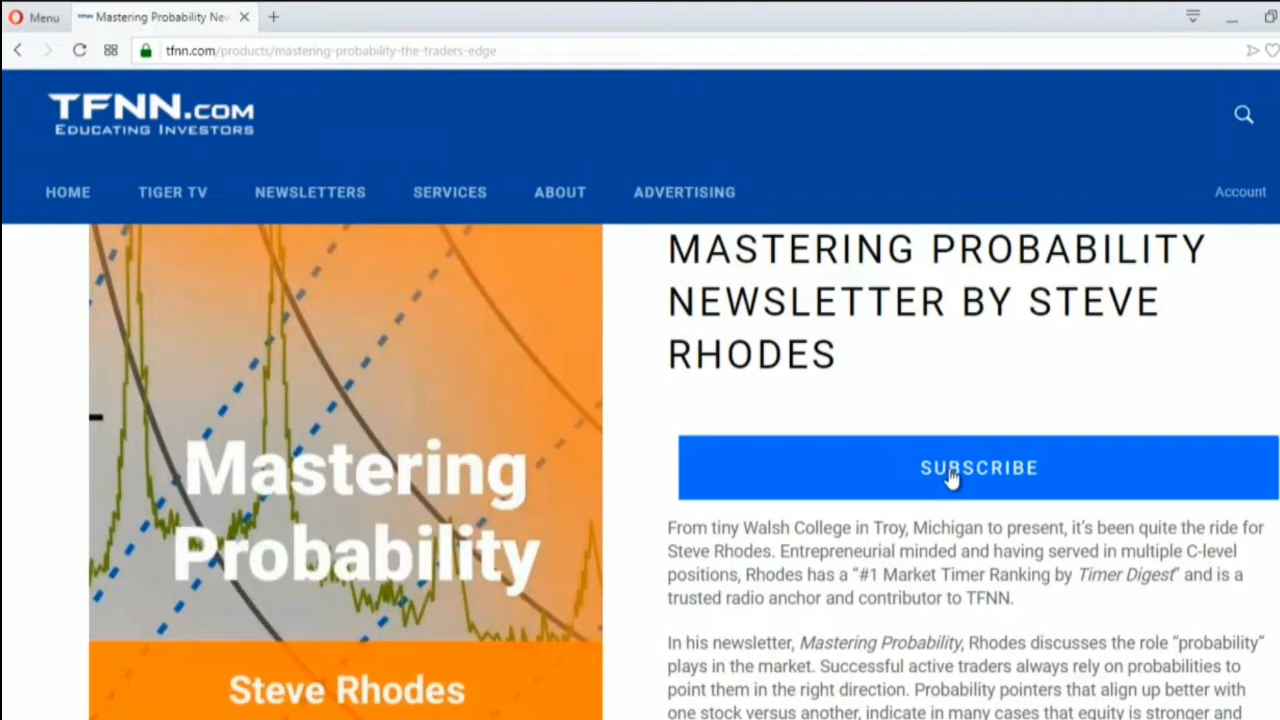 Menu
TFNN Mastering Probability New
tfnn.com/products/mastering-probability-the-traders-edge
TFNN.COM
EDUCATING INVESTORS
HOME TIGER TV NEWSLETTERS SERVICES ABOUT ADVERTISING Account
MASTERING PROBABILITY
NEWSLETTER BY STEVE
RHODES
Mastering
Probability
Steve Rhodes
SUBSCRIBE
From tiny Walsh College in Troy, Michigan to present, it's been quite the ride for
Steve Rhodes. Entrepreneurial minded and having served in multiple C-level
positions, Rhodes has a “#1 Market Timer Ranking by Timer Digest” and is a
trusted radio anchor and contributor to TFNN.
In his newsletter, Mastering Probability, Rhodes discusses the role “probability”
plays in the market. Successful active traders always rely on probabilities to
point them in the right direction. Probability pointers that align up better with
one stock versus another, indicate in many cases that equity is stronger and